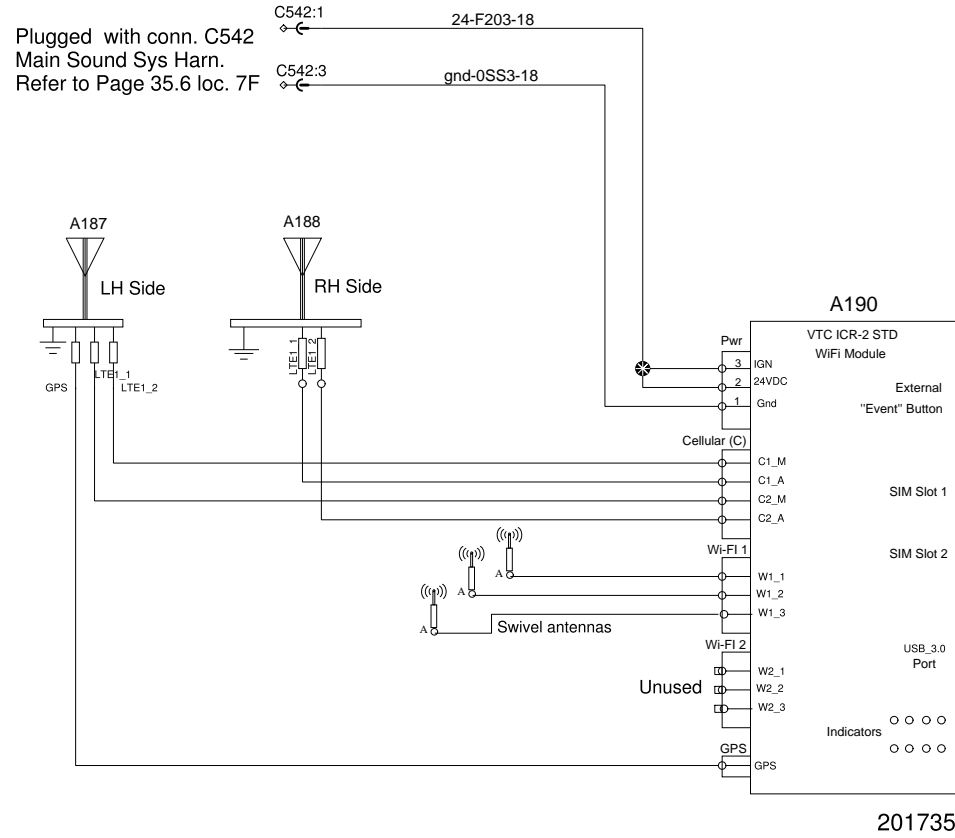 C542:1
24-F203-18
Plugged with conn. C542
Main Sound Sys Harn.
Refer to Page 35.6 loc. 7F
C542:3
gnd-0SS3-18
A187
A188
LH Side
RH Side
GPS
LTE1_1
LTE1_2
LTE1_1
LTE1_2
A190
VTC ICR-2 STD
WiFi Module
Pwr
3 IGN
2 24VDC
1 Gnd
External
"Event" Button
Cellular (C)
C1_M
C1_A
C2_M
C2_A
SIM Slot 1
SIM Slot 2
Wi-FI 1
W1_1
W1_2
W1_3
A
A
A
Swivel antennas
Wi-FI 2
W2_1
W2_2
W2_3
Unused
USB_3.0
Port
Indicators
GPS
GPS
201735